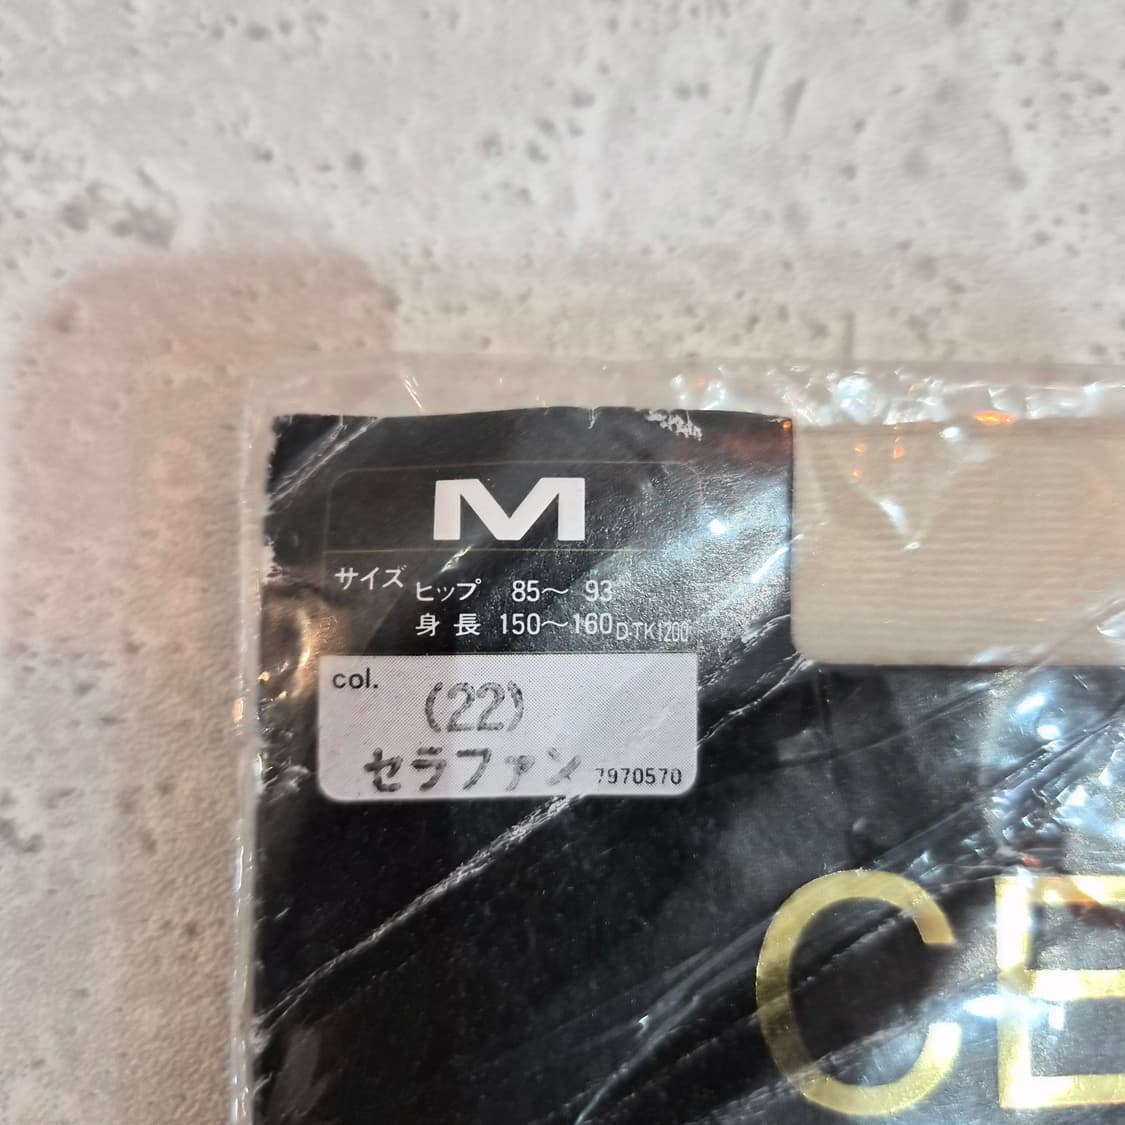 M
サイズ ヒップ 85～ 93
身長 150～160 D-TK1200
col.
(22)
セラファン 7970570
CE